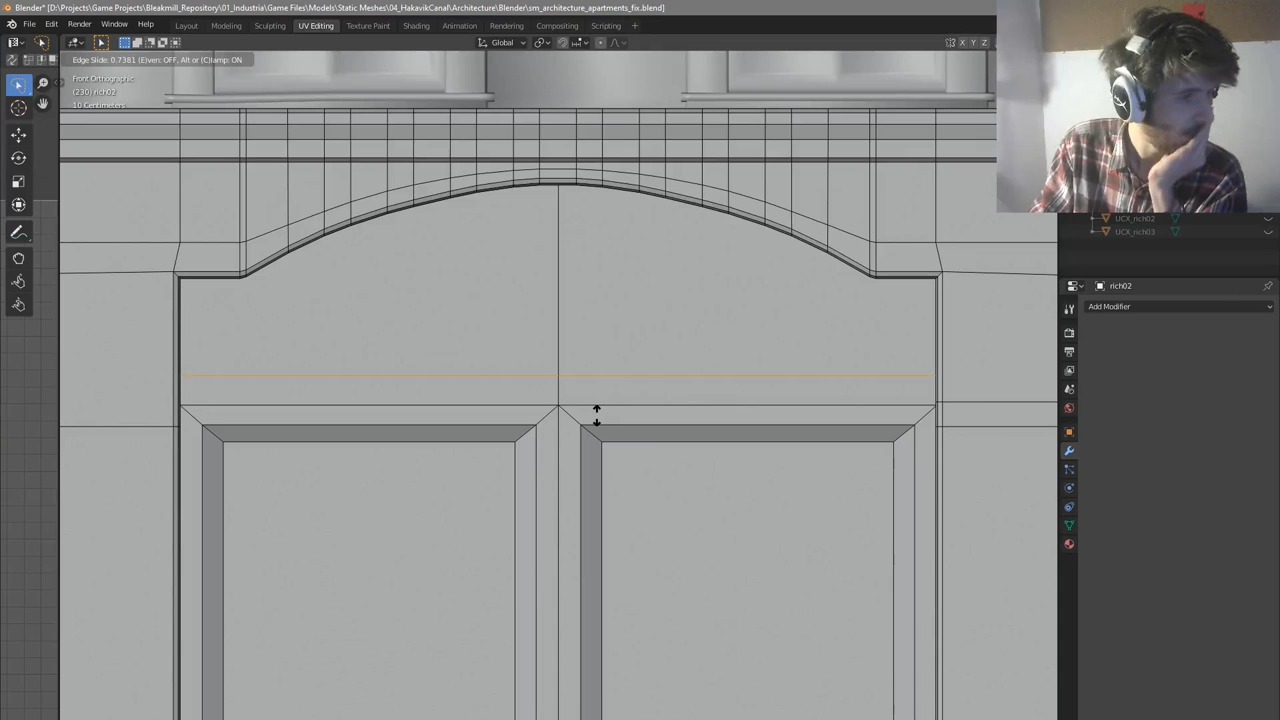 Blender* [D:\Projects\Game Projects\Bleakmill_Repository\01_Industria\Game Files\Models\Static Meshes\04_HakavikCanal\Architecture\Blender\sm_architecture_apartments_fix.blend]
File Edit Render Window Help Layout Modeling Sculpting UV Editing Texture Paint Shading Animation Rendering Compositing Scripting +
Global X Y Z
Edge Slide: 0.7381 (E)ven: OFF, Alt or (C)lamp: ON
Front Orthographic
(230) rich02
10 Centimeters
UCX_rich02
UCX_rich03
rich02
Add Modifier